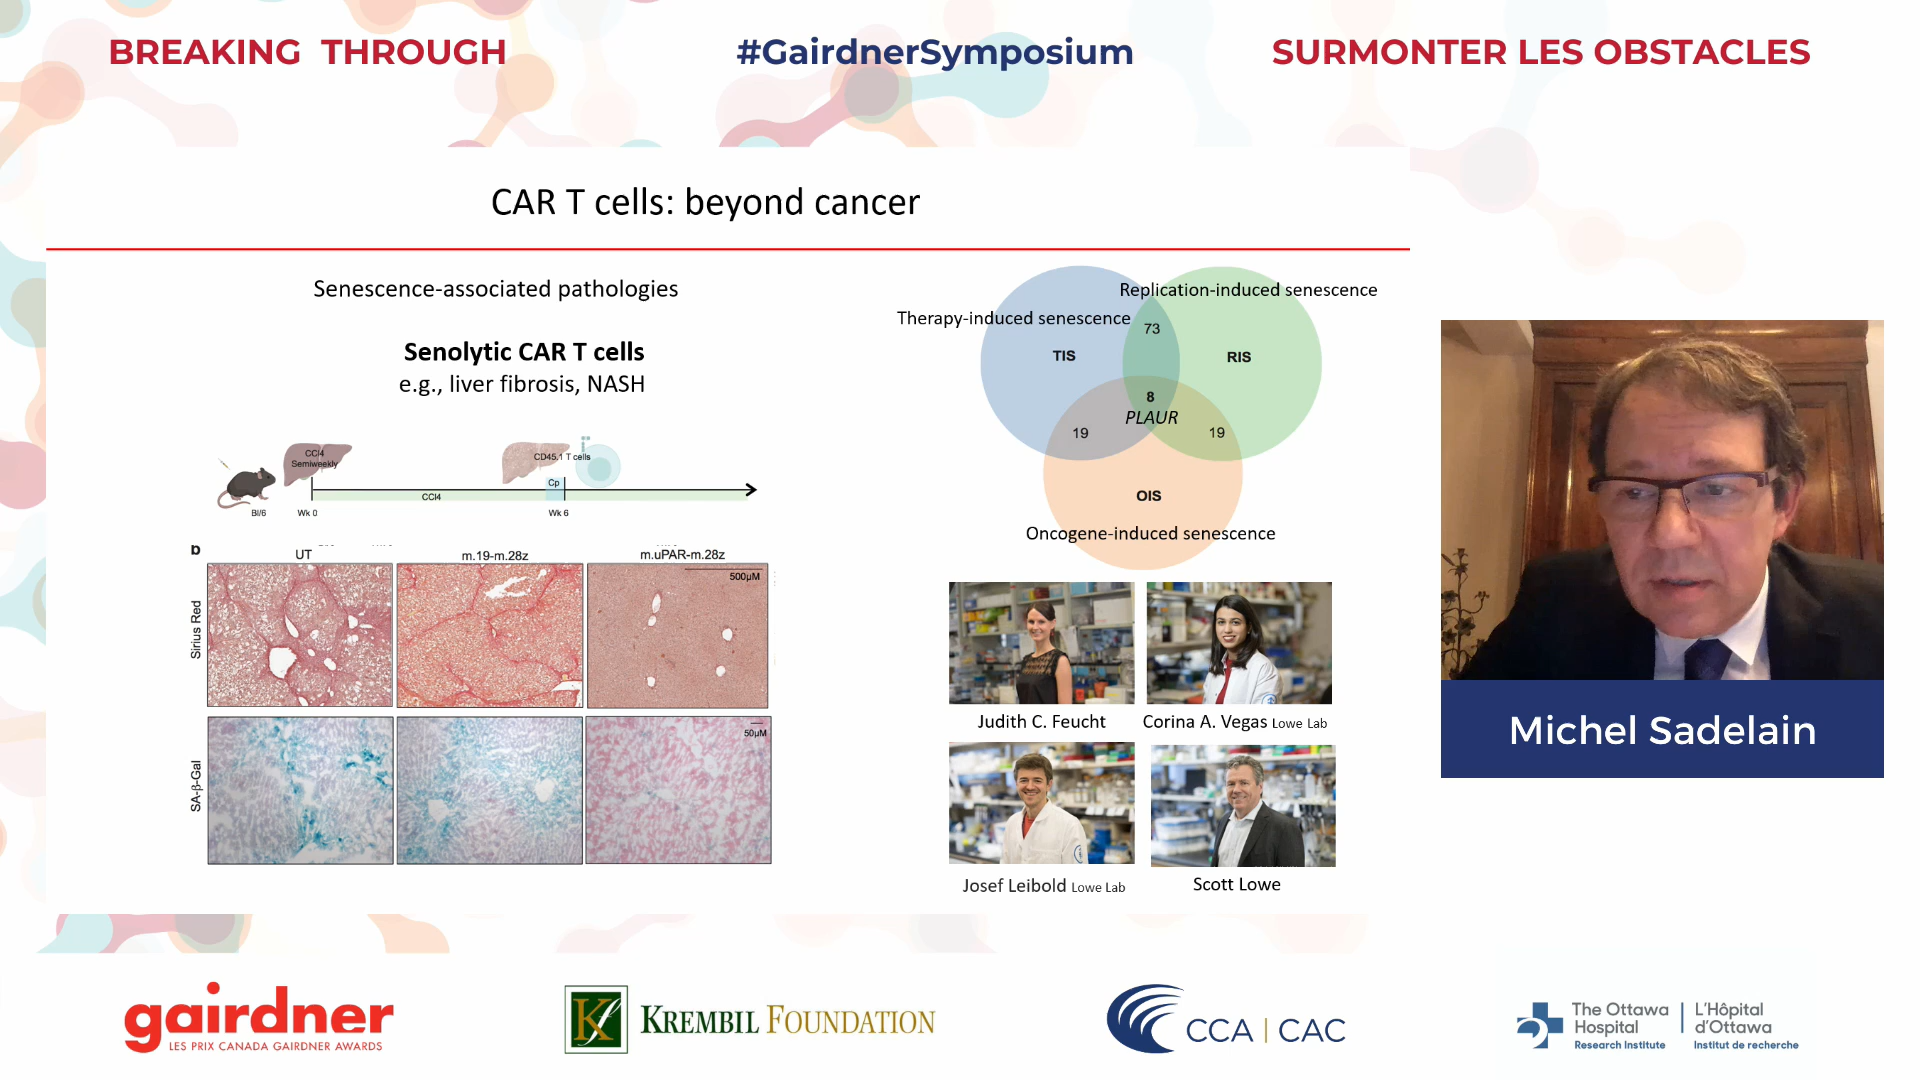 BREAKING THROUGH
#GairdnerSymposium
SURMONTER LES OBSTACLES
CAR T cells: beyond cancer
Senescence-associated pathologies
Senolytic CAR T cells
e.g., liver fibrosis, NASH
CCl4
Semiweekly
CD45.1 T cells
Cp
CCl4
Bl/6
Wk 0
Wk 6
b
UT
m.19-m.28z
m.uPAR-m.28z
500µM
Sirius Red
50µM
SA-β-Gal
Replication-induced senescence
Therapy-induced senescence
73
TIS
RIS
8
PLAUR
19
19
OIS
Oncogene-induced senescence
Judith C. Feucht
Corina A. Vegas Lowe Lab
Josef Leibold Lowe Lab
Scott Lowe
Michel Sadelain
gairdner
LES PRIX CANADA GAIRDNER AWARDS
Kf
KREMBIL FOUNDATION
CCA | CAC
The Ottawa
Hospital
Research Institute
L'Hôpital
d'Ottawa
Institut de recherche